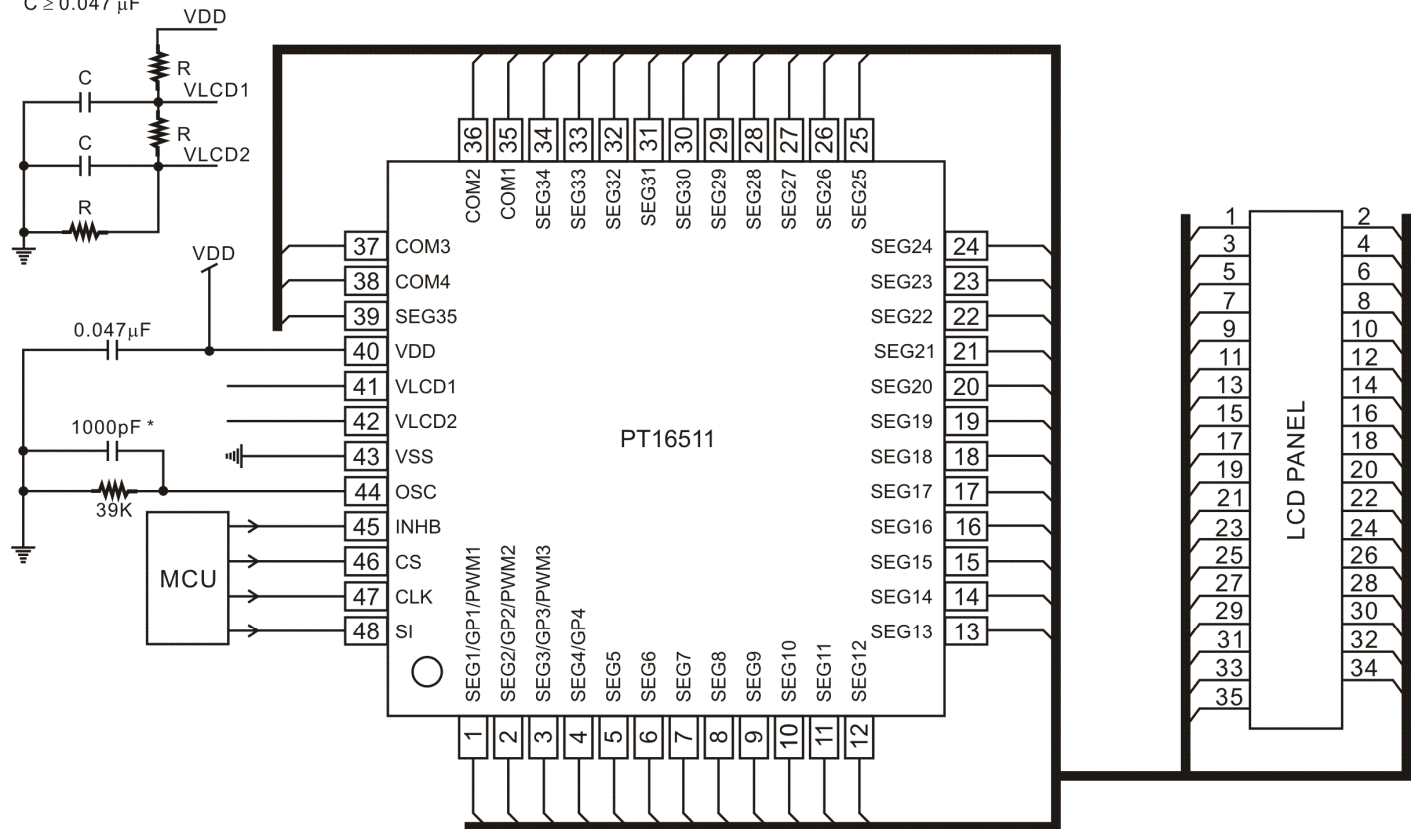 C ≥ 0.047 μF
VDD
R
C
VLCD1
R
C
VLCD2
R
VDD
0.047μF
1000pF *
39K
MCU
36 35 34 33 32 31 30 29 28 27 26 25
COM2 COM1 SEG34 SEG33 SEG32 SEG31 SEG30 SEG29 SEG28 SEG27 SEG26 SEG25
37 COM3
38 COM4
39 SEG35
40 VDD
41 VLCD1
42 VLCD2
43 VSS
44 OSC
45 INHB
46 CS
47 CLK
48 SI
PT16511
SEG24 24
SEG23 23
SEG22 22
SEG21 21
SEG20 20
SEG19 19
SEG18 18
SEG17 17
SEG16 16
SEG15 15
SEG14 14
SEG13 13
SEG1/GP1/PWM1 SEG2/GP2/PWM2 SEG3/GP3/PWM3 SEG4/GP4 SEG5 SEG6 SEG7 SEG8 SEG9 SEG10 SEG11 SEG12
1 2 3 4 5 6 7 8 9 10 11 12
LCD PANEL
1 2
3 4
5 6
7 8
9 10
11 12
13 14
15 16
17 18
19 20
21 22
23 24
25 26
27 28
29 30
31 32
33 34
35